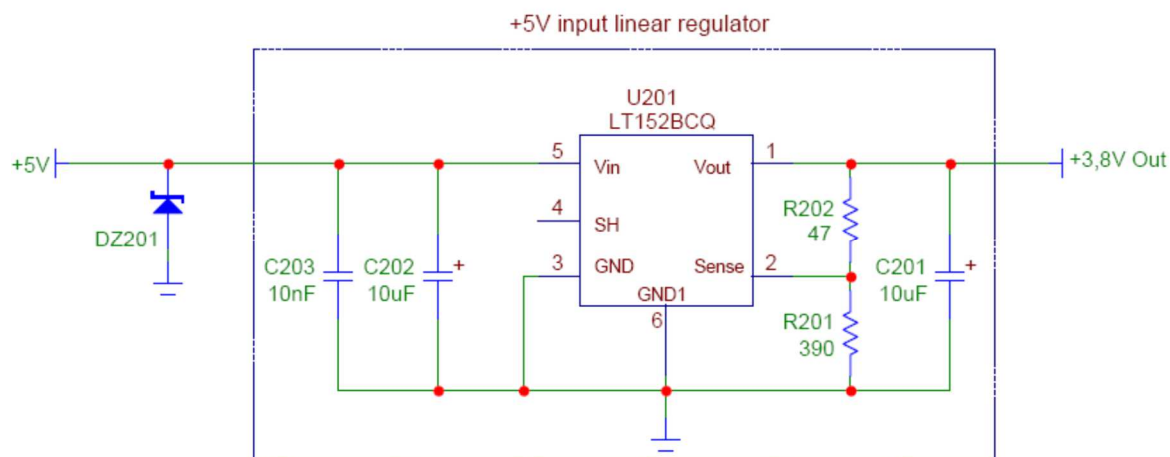 +5V input linear regulator
U201
LT152BCQ
+5V
5
Vin
Vout
1
+3,8V Out
4
SH
R202
47
DZ201
C203
10nF
C202
10uF
+
3
GND
Sense
2
GND1
6
R201
390
C201
10uF
+